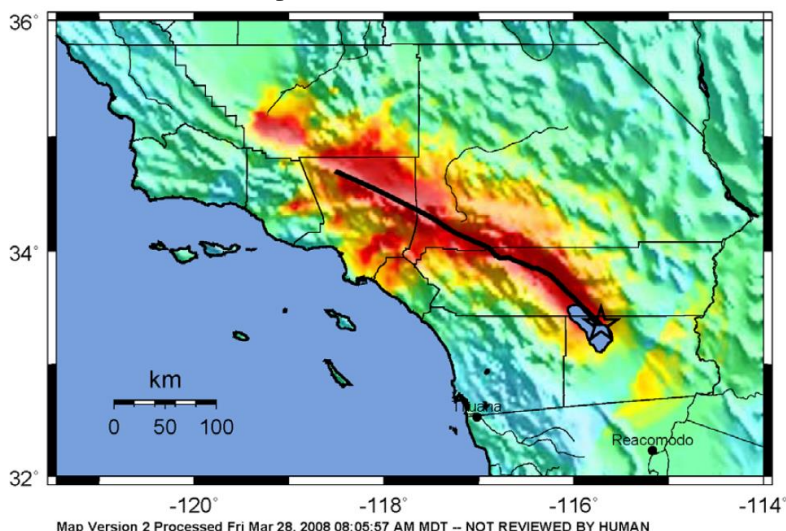 36°
34°
km
0 50 100
Tijuana
Reacomodo
32°
-120° -118° -116° -114°
Map Version 2 Processed Fri Mar 28, 2008 08:05:57 AM MDT -- NOT REVIEWED BY HUMAN